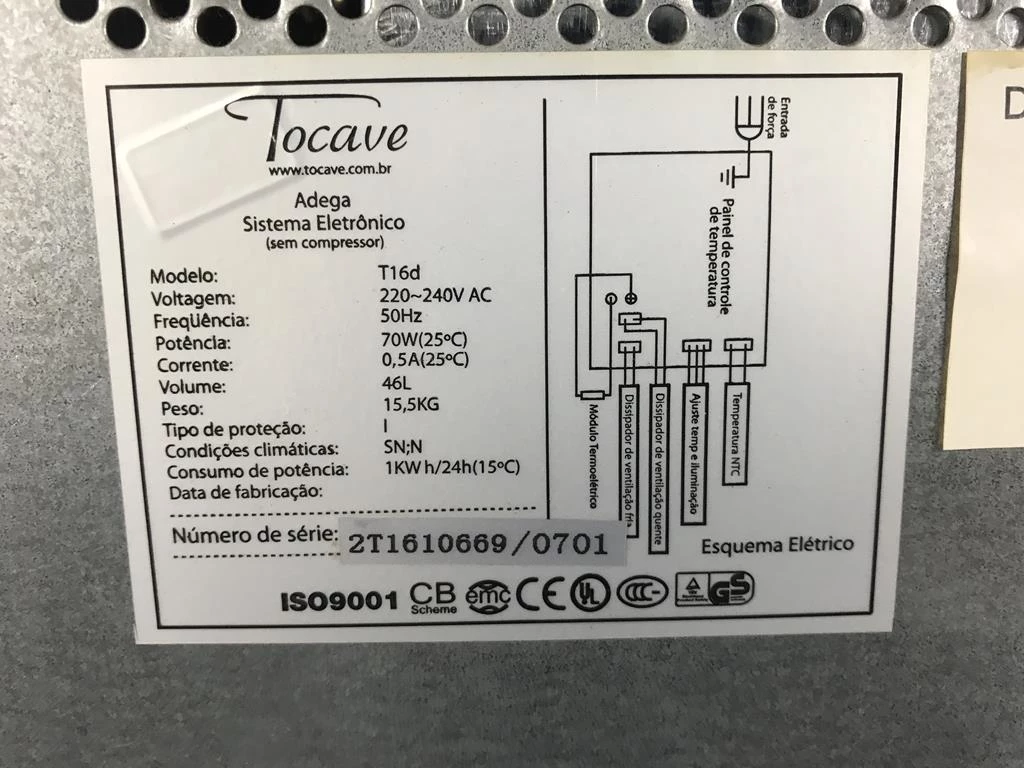 Tocave
www.tocave.com.br
Adega
Sistema Eletrônico
(sem compressor)
Modelo: T16d
Voltagem: 220~240V AC
Freqüência: 50Hz
Potência: 70W(25ºC)
Corrente: 0,5A(25ºC)
Volume: 46L
Peso: 15,5KG
Tipo de proteção: I
Condições climáticas: SN;N
Consumo de potência: 1KW h/24h(15ºC)
Data de fabricação:
Número de série: 2T1610669/0701
Entrada
de força
Painel de controle
de temperatura
Módulo Termoelétrico
Dissipador de ventilação fria
Dissipador de ventilação quente
Ajuste temp e iluminação
Temperatura NTC
Esquema Elétrico
ISO9001 CB emc CE UL CCC GS
Scheme
D